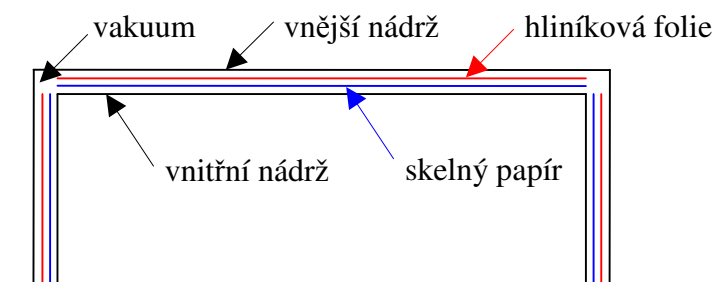 vakuum vnější nádrž hliníková folie
vnitřní nádrž skelný papír